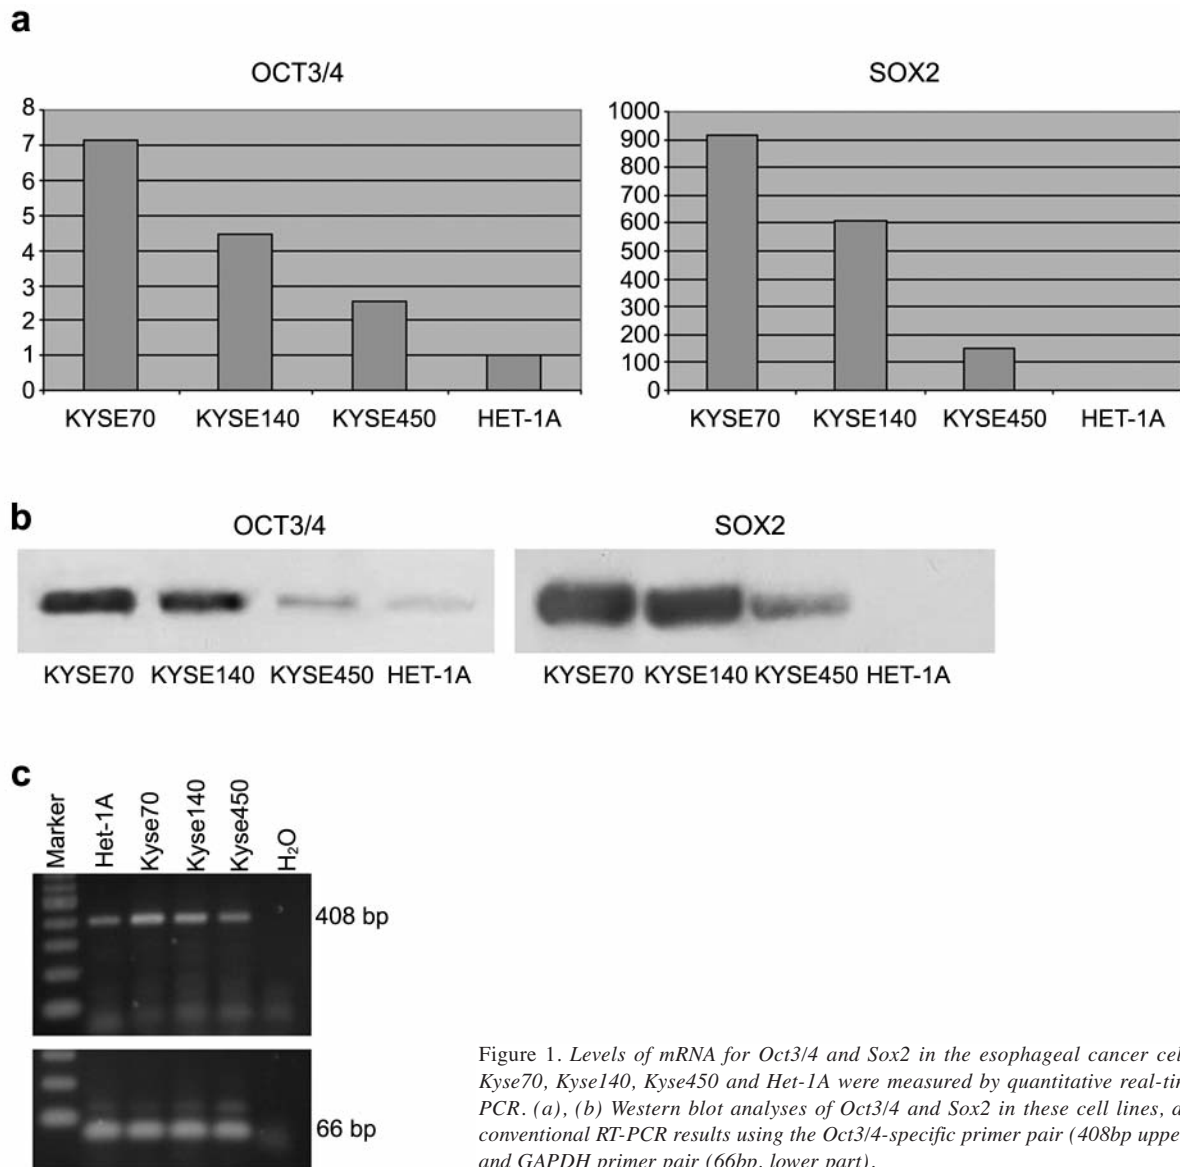 a
OCT3/4
8
7
6
5
4
3
2
1
0
KYSE70 KYSE140 KYSE450 HET-1A
SOX2
1000
900
800
700
600
500
400
300
200
100
0
KYSE70 KYSE140 KYSE450 HET-1A
b
OCT3/4
KYSE70 KYSE140 KYSE450 HET-1A
SOX2
KYSE70 KYSE140 KYSE450 HET-1A
c
Marker
Het-1A
Kyse70
Kyse140
Kyse450
H₂O
408 bp
66 bp
Figure 1. Levels of mRNA for Oct3/4 and Sox2 in the esophageal cancer cel
Kyse70, Kyse140, Kyse450 and Het-1A were measured by quantitative real-tin
PCR. (a), (b) Western blot analyses of Oct3/4 and Sox2 in these cell lines, a
conventional RT-PCR results using the Oct3/4-specific primer pair (408bp uppe
and GAPDH primer pair (66bp, lower part).